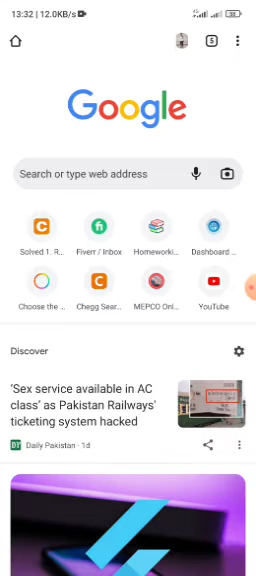 13:32 | 12.0KB/s
5
Google
Search or type web address
Solved 1. R...
Fiverr / Inbox
Homeworki...
Dashboard ...
Choose the ...
Chegg Sear...
MEPCO Onl...
YouTube
Discover
‘Sex service available in AC
class’ as Pakistan Railways'
ticketing system hacked
Daily Pakistan · 1d